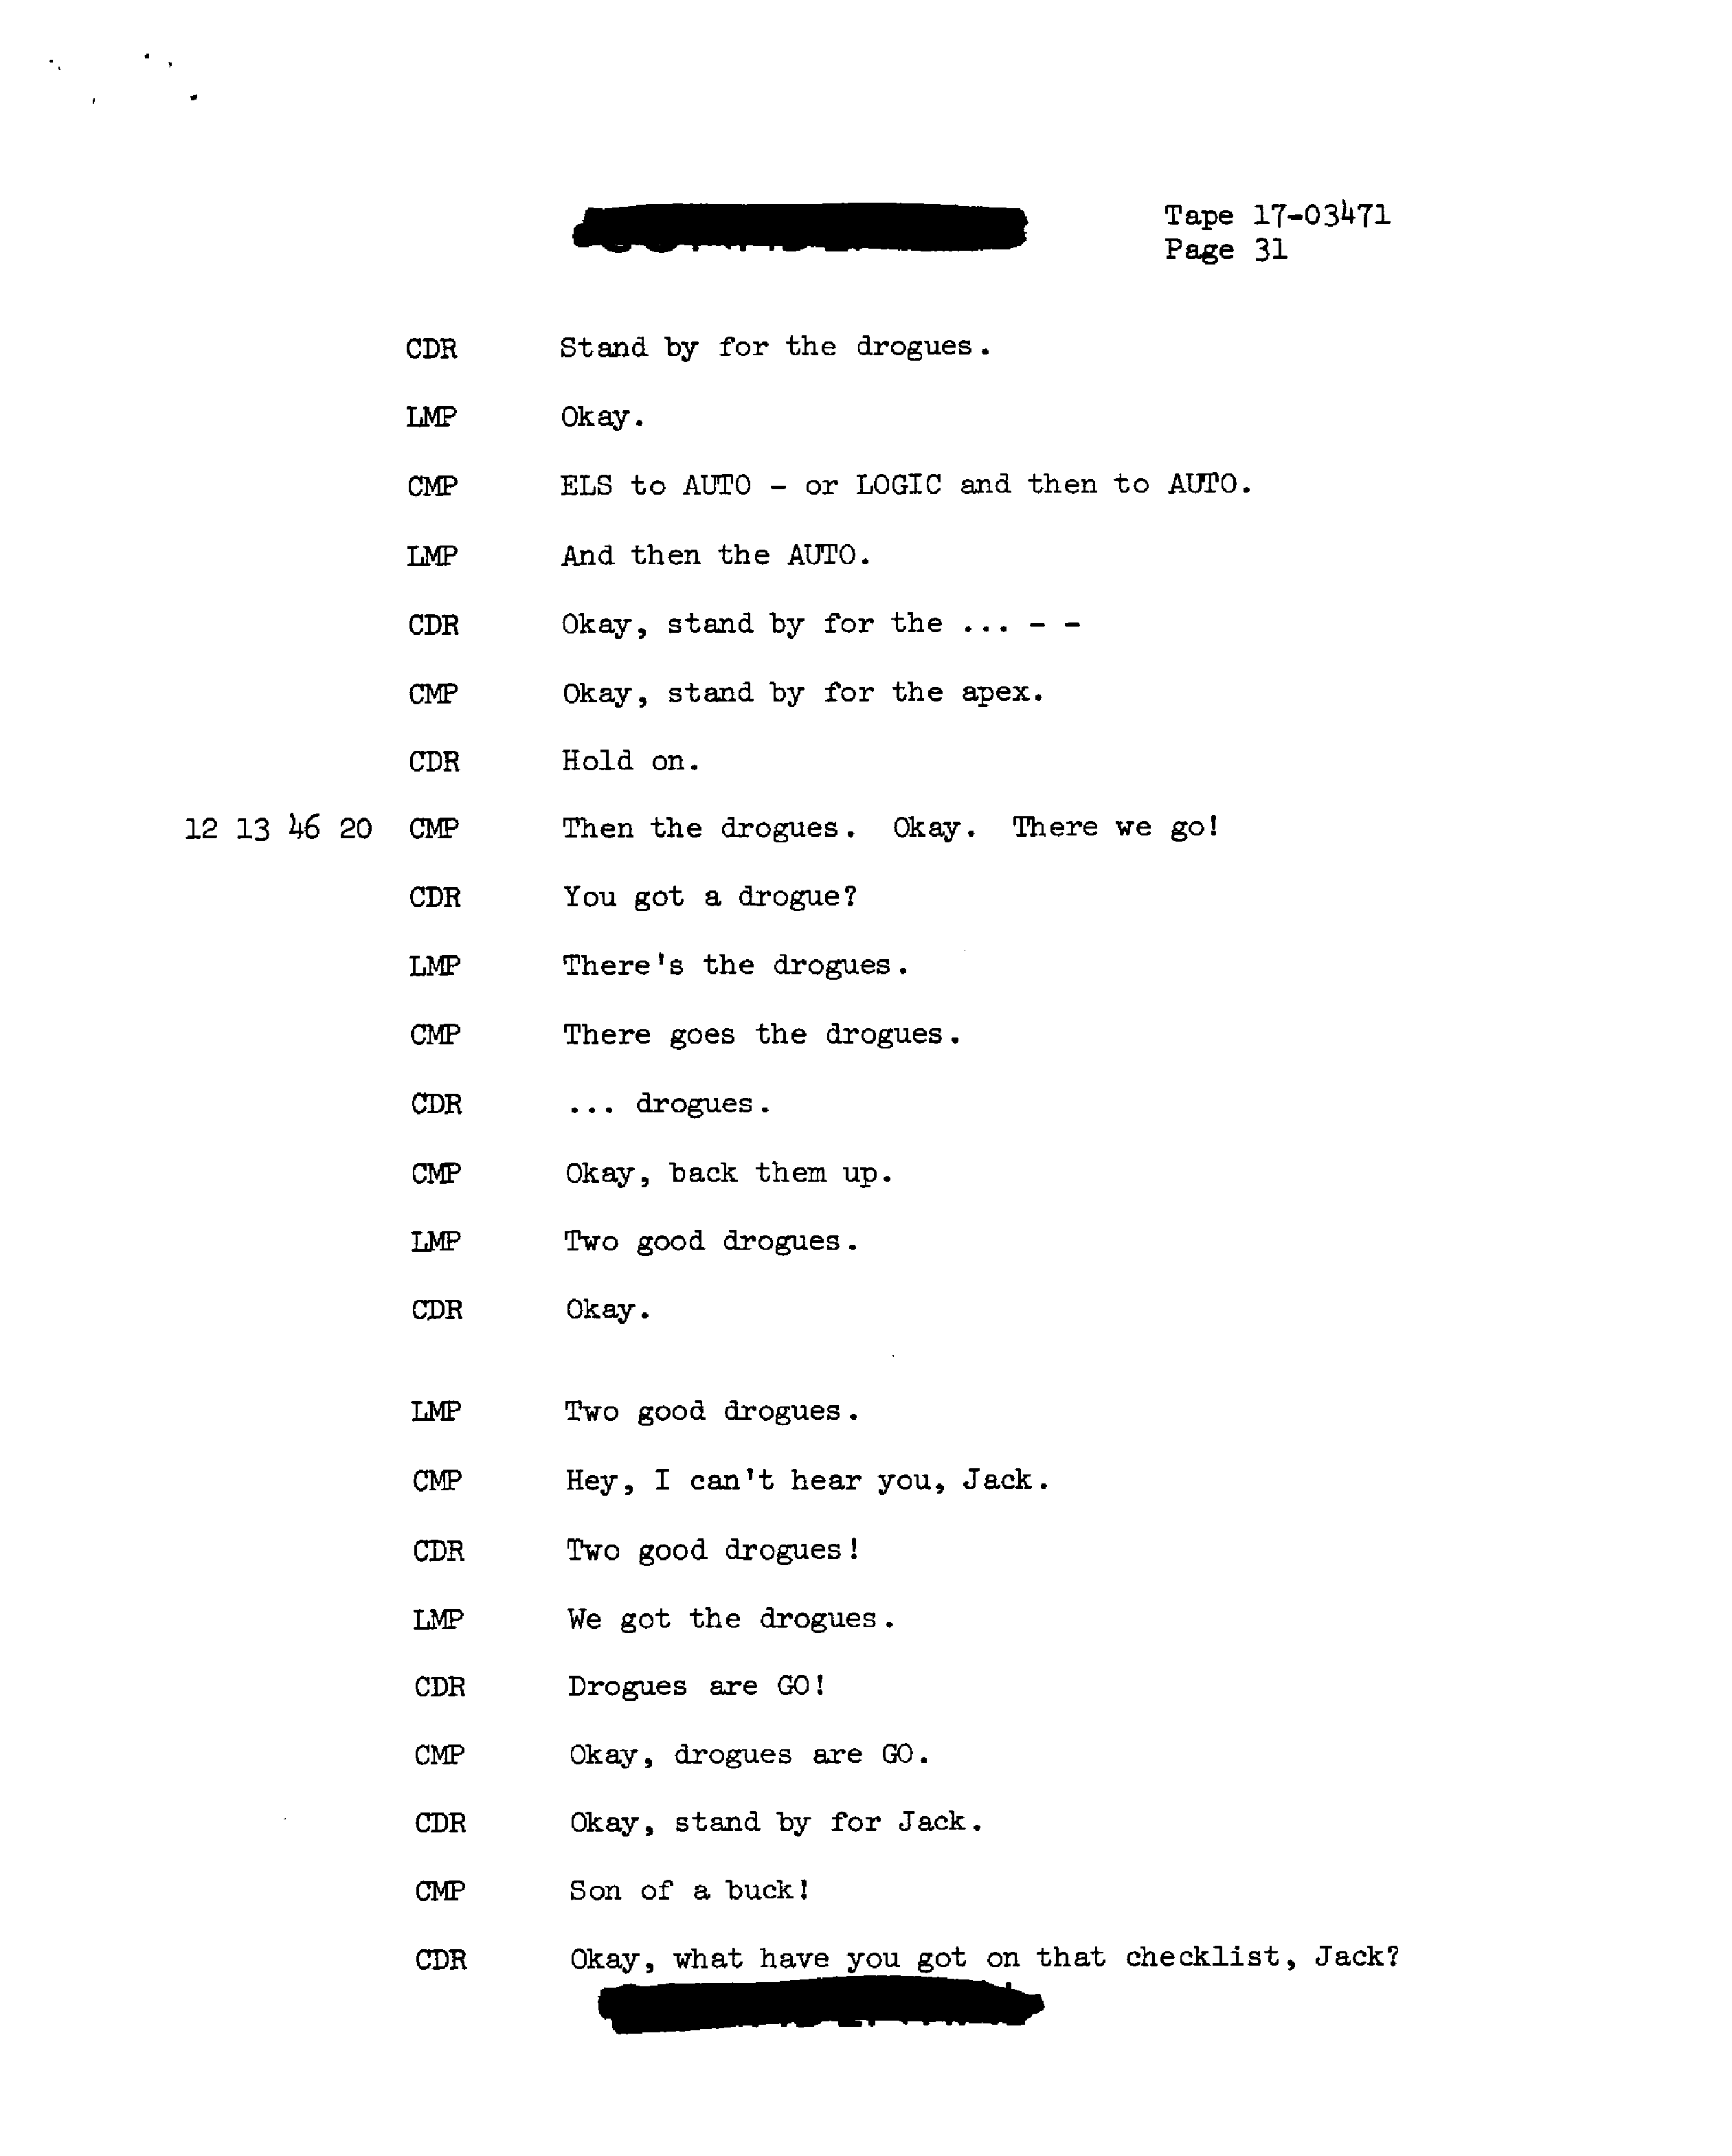 Tape 17-03471
Page 31
CDR Stand by for the drogues.
LMP Okay.
CMP ELS to AUTO - or LOGIC and then to AUTO.
LMP And then the AUTO.
CDR Okay, stand by for the ... - -
CMP Okay, stand by for the apex.
CDR Hold on.
12 13 46 20 CMP Then the drogues. Okay. There we go!
CDR You got a drogue?
LMP There's the drogues.
CMP There goes the drogues.
CDR ... drogues.
CMP Okay, back them up.
LMP Two good drogues.
CDR Okay.
LMP Two good drogues.
CMP Hey, I can't hear you, Jack.
CDR Two good drogues!
LMP We got the drogues.
CDR Drogues are GO!
CMP Okay, drogues are GO.
CDR Okay, stand by for Jack.
CMP Son of a buck!
CDR Okay, what have you got on that checklist, Jack?